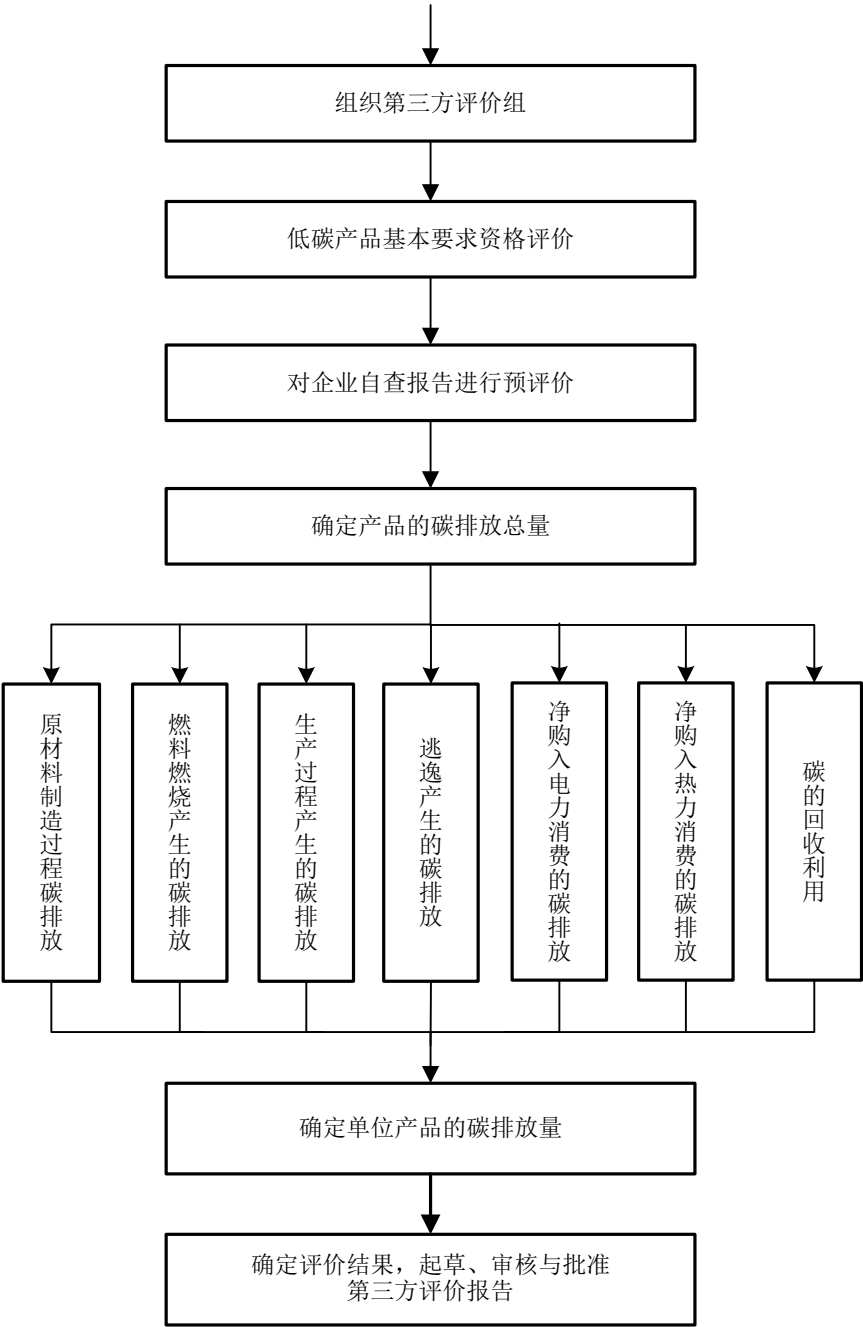 组织第三方评价组
低碳产品基本要求资格评价
对企业自查报告进行预评价
确定产品的碳排放总量
原材料制造过程碳排放
燃料燃烧产生的碳排放
生产过程产生的碳排放
逃逸产生的碳排放
净购入电力消费的碳排放
净购入热力消费的碳排放
碳的回收利用
确定单位产品的碳排放量
确定评价结果，起草、审核与批准
第三方评价报告